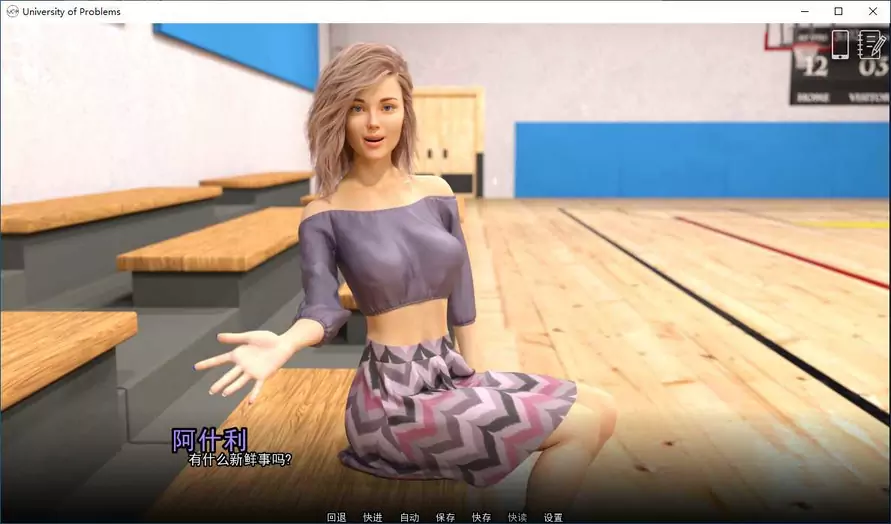 University of Problems
12 03
HOME VISITOR
阿什利
有什么新鲜事吗?
回退 快进 自动 保存 快存 快读 设置